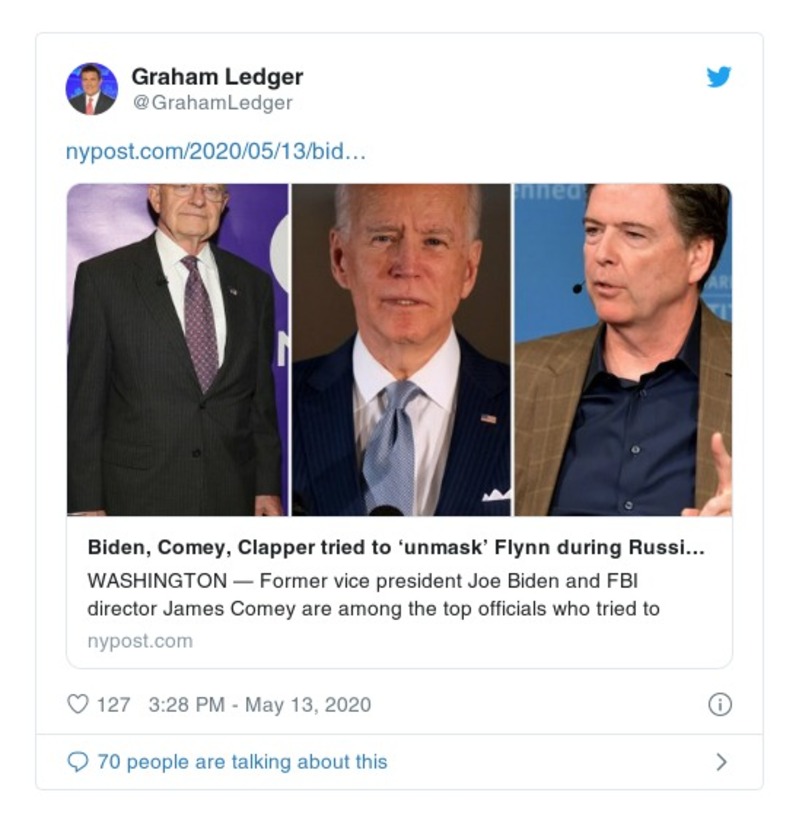 Graham Ledger
@GrahamLedger
nypost.com/2020/05/13/bid…
Biden, Comey, Clapper tried to ‘unmask’ Flynn during Russi…
WASHINGTON — Former vice president Joe Biden and FBI
director James Comey are among the top officials who tried to
nypost.com
127 3:28 PM - May 13, 2020
70 people are talking about this